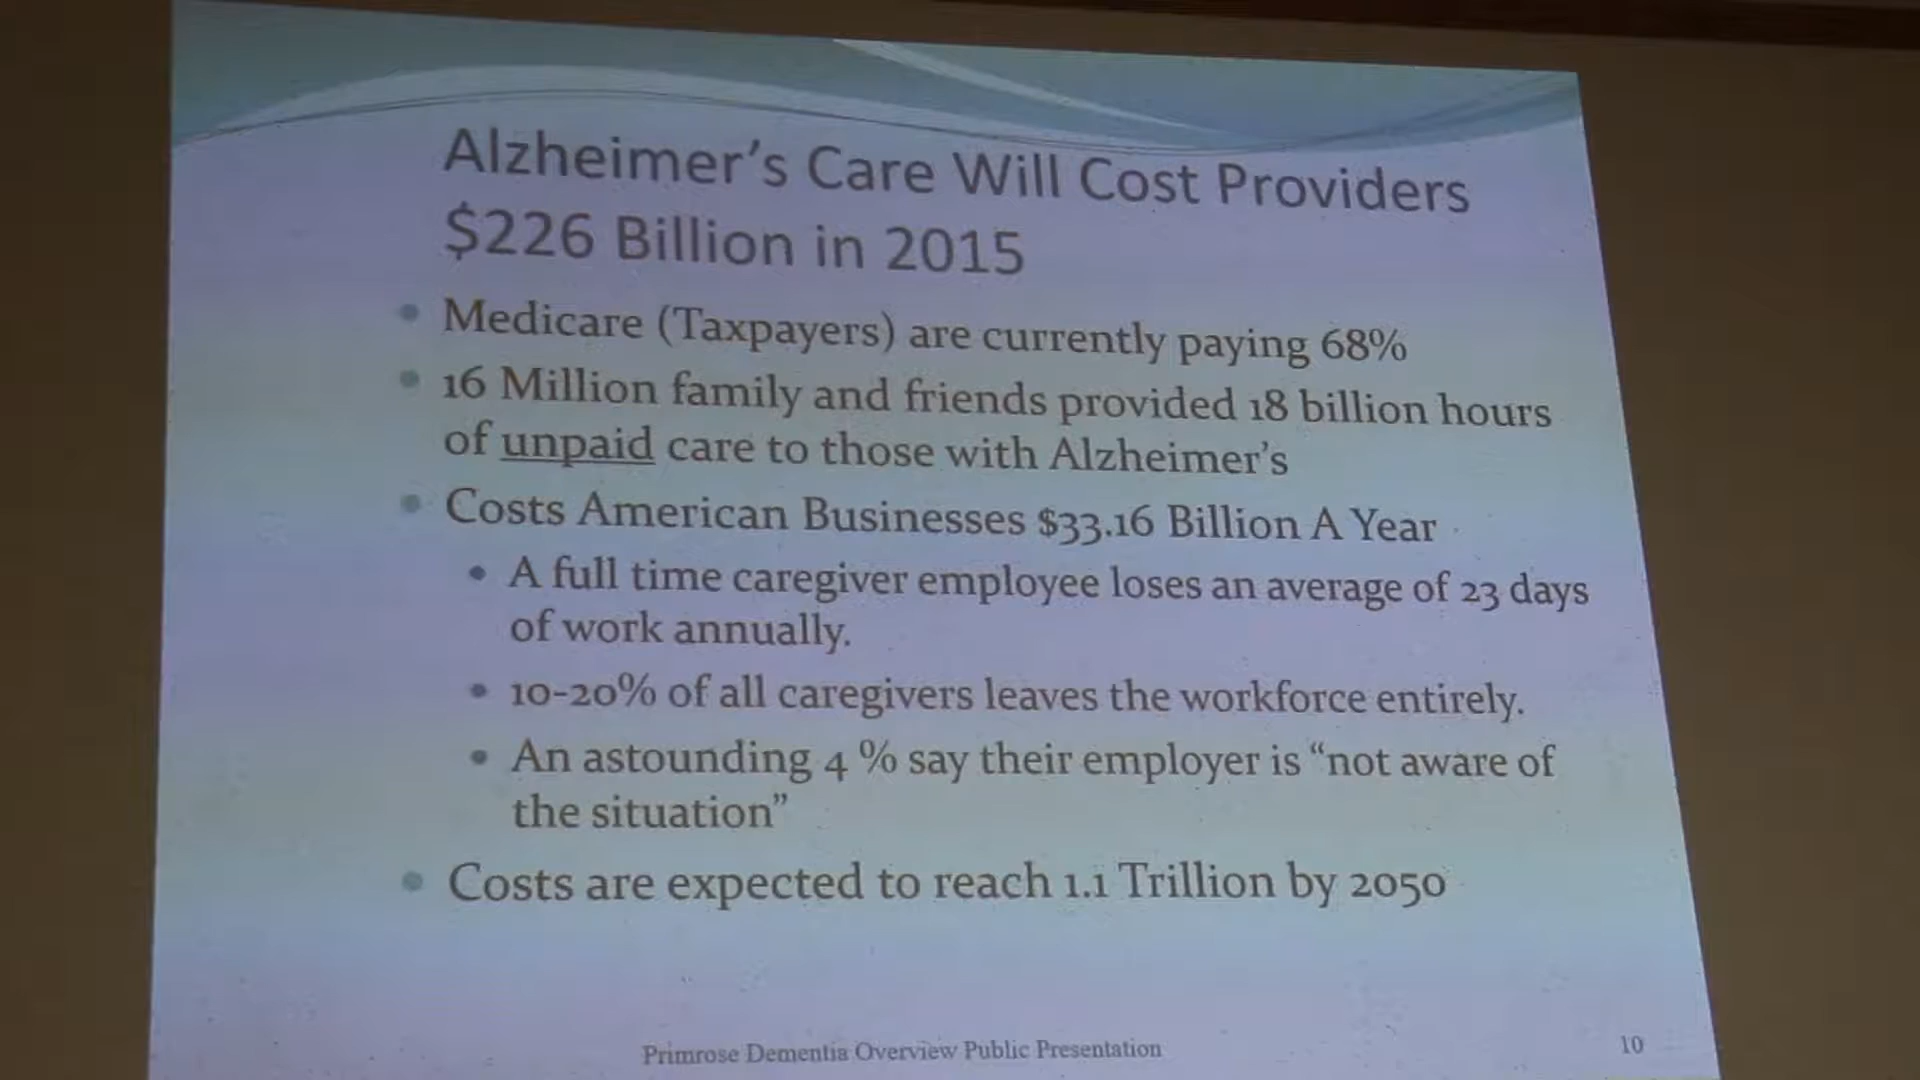 Alzheimer's Care Will Cost Providers
$226 Billion in 2015
• Medicare (Taxpayers) are currently paying 68%
• 16 Million family and friends provided 18 billion hours
of unpaid care to those with Alzheimer's
• Costs American Businesses $33.16 Billion A Year
• A full time caregiver employee loses an average of 23 days
of work annually.
• 10-20% of all caregivers leaves the workforce entirely.
• An astounding 4 % say their employer is “not aware of
the situation”
• Costs are expected to reach 1.1 Trillion by 2050
Primrose Dementia Overview Public Presentation
10